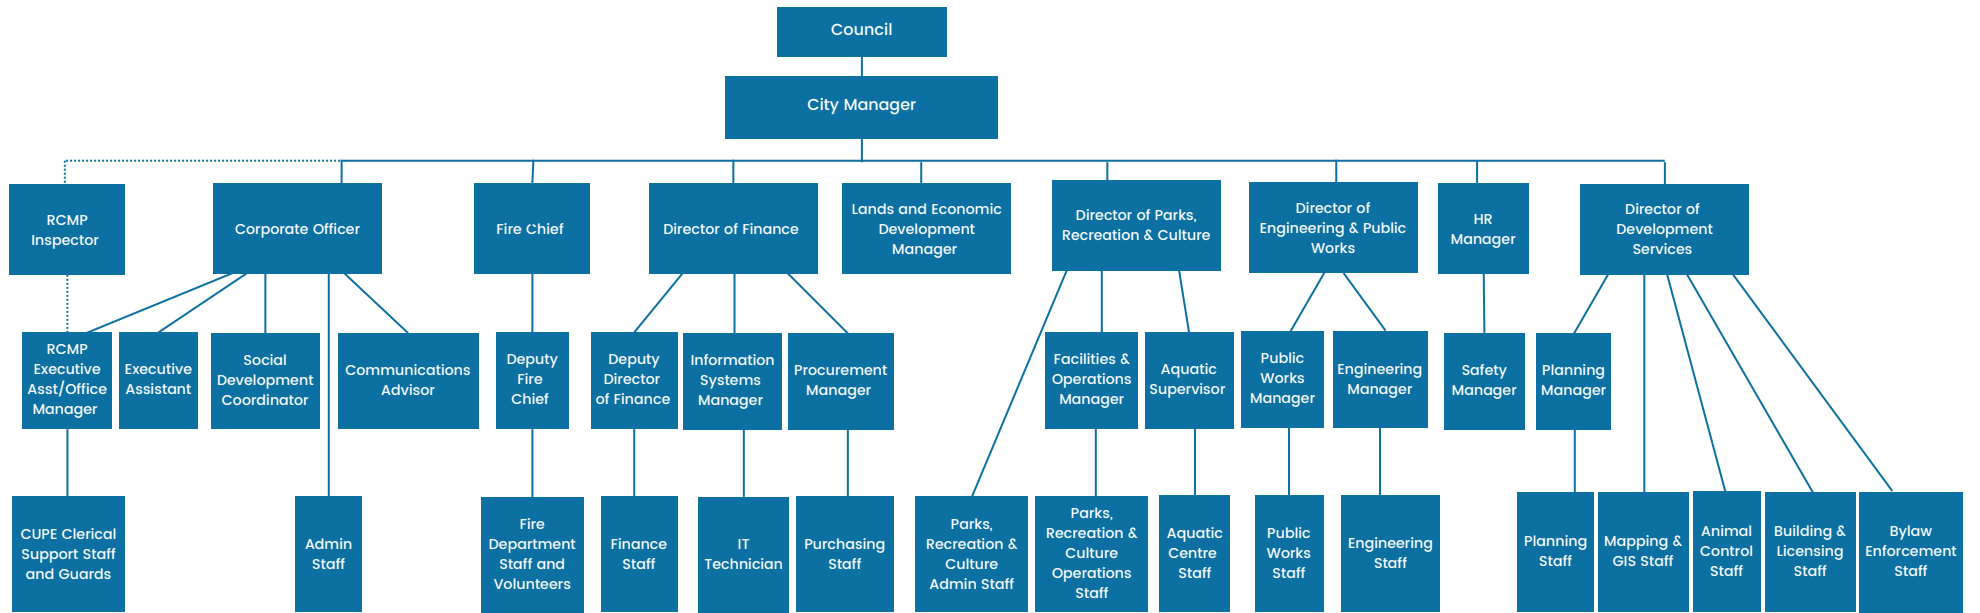 Council
City Manager
RCMP
Inspector
Corporate Officer
Fire Chief
Director of Finance
Lands and Economic
Development
Manager
Director of Parks,
Recreation & Culture
Director of
Engineering & Public
Works
HR
Manager
Director of
Development
Services
RCMP
Executive
Asst/Office
Manager
Executive
Assistant
Social
Development
Coordinator
Communications
Advisor
Deputy
Fire
Chief
Deputy
Director
of Finance
Information
Systems
Manager
Procurement
Manager
Facilities &
Operations
Manager
Aquatic
Supervisor
Public
Works
Manager
Engineering
Manager
Safety
Manager
Planning
Manager
CUPE Clerical
Support Staff
and Guards
Admin
Staff
Fire
Department
Staff and
Volunteers
Finance
Staff
IT
Technician
Purchasing
Staff
Parks,
Recreation &
Culture
Admin Staff
Parks,
Recreation &
Culture
Operations
Staff
Aquatic
Centre
Staff
Public
Works
Staff
Engineering
Staff
Planning
Staff
Mapping &
GIS Staff
Animal
Control
Staff
Building &
Licensing
Staff
Bylaw
Enforcement
Staff